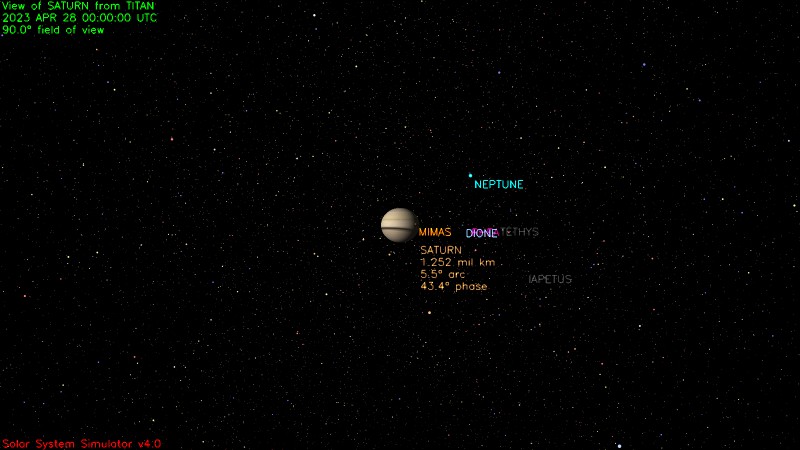 View of SATURN from TITAN
2023 APR 28 00:00:00 UTC
90.0° field of view
NEPTUNE
MIMAS
DIONE
TETHYS
SATURN
1.252 mil km
5.5° arc
43.4° phase
IAPETUS
Solar System Simulator v4.0